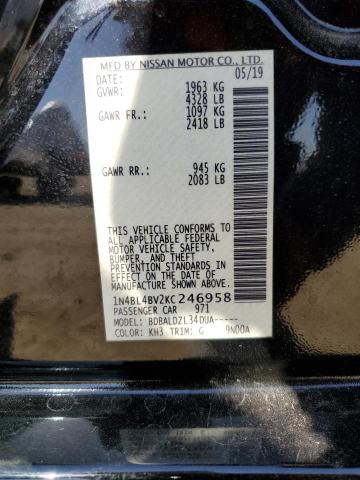 MFD BY NISSAN MOTOR CO., LTD.
DATE: 05/19
GVWR: 1963 KG
4328 LB
GAWR FR.: 1097 KG
2418 LB
GAWR RR.: 945 KG
2083 LB
THIS VEHICLE CONFORMS TO
ALL APPLICABLE FEDERAL
MOTOR VEHICLE SAFETY,
BUMPER, AND THEFT
PREVENTION STANDARDS
IN EFFECT ON THE DATE OF
MANUFACTURE SHOWN ABOVE.
1N4BL4BV2KC246958
PASSENGER CAR 971
MODEL: BDBALDZL34DUA-----
COLOR: KH3 TRIM: G 9N00A